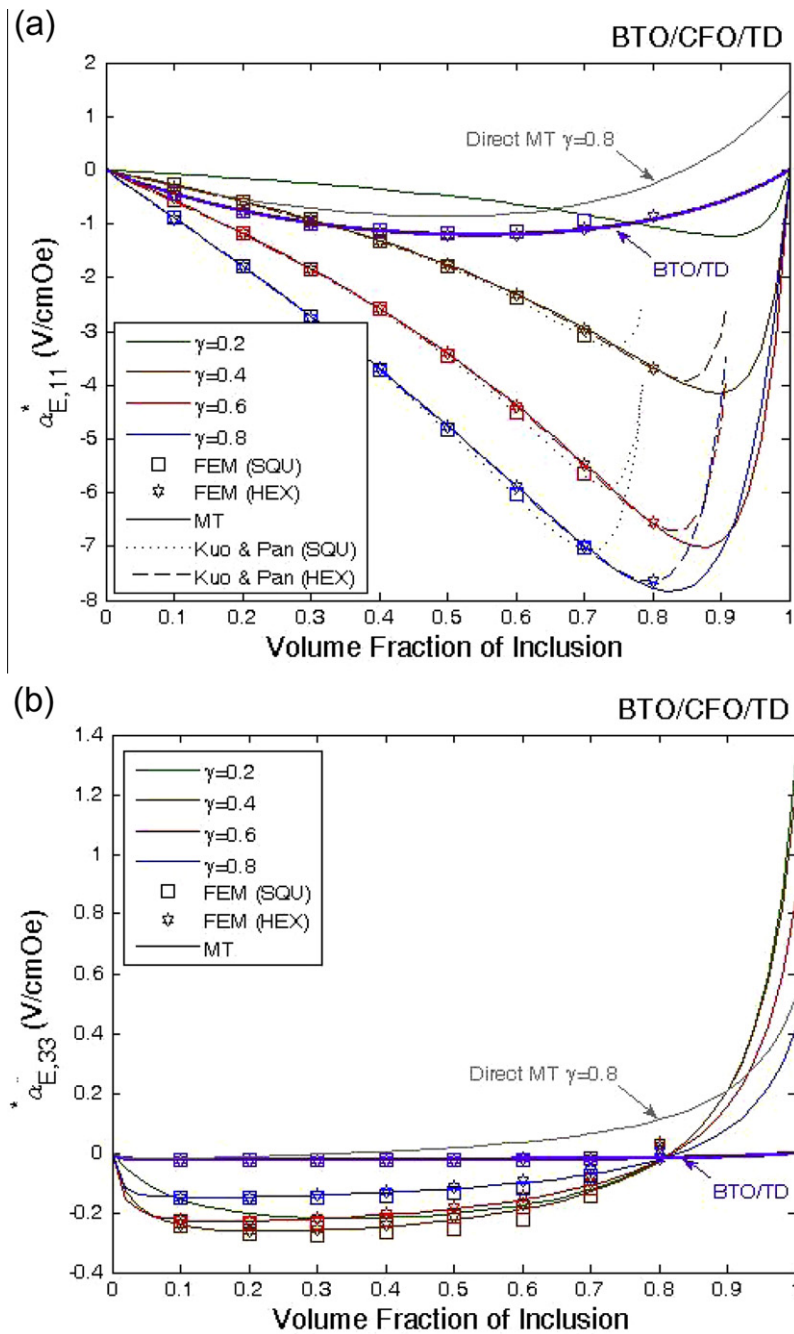 (a)
BTO/CFO/TD
2
1
0
-1
-2
-3
-4
-5
-6
-7
-8
α*E,11 (V/cmOe)
Direct MT γ=0.8
BTO/TD
γ=0.2
γ=0.4
γ=0.6
γ=0.8
FEM (SQU)
FEM (HEX)
MT
Kuo & Pan (SQU)
Kuo & Pan (HEX)
0 0.1 0.2 0.3 0.4 0.5 0.6 0.7 0.8 0.9 1
Volume Fraction of Inclusion
(b)
BTO/CFO/TD
1.4
1.2
1
0.8
0.6
0.4
0.2
0
-0.2
-0.4
α*E,33 (V/cmOe)
γ=0.2
γ=0.4
γ=0.6
γ=0.8
FEM (SQU)
FEM (HEX)
MT
Direct MT γ=0.8
BTO/TD
0 0.1 0.2 0.3 0.4 0.5 0.6 0.7 0.8 0.9 1
Volume Fraction of Inclusion